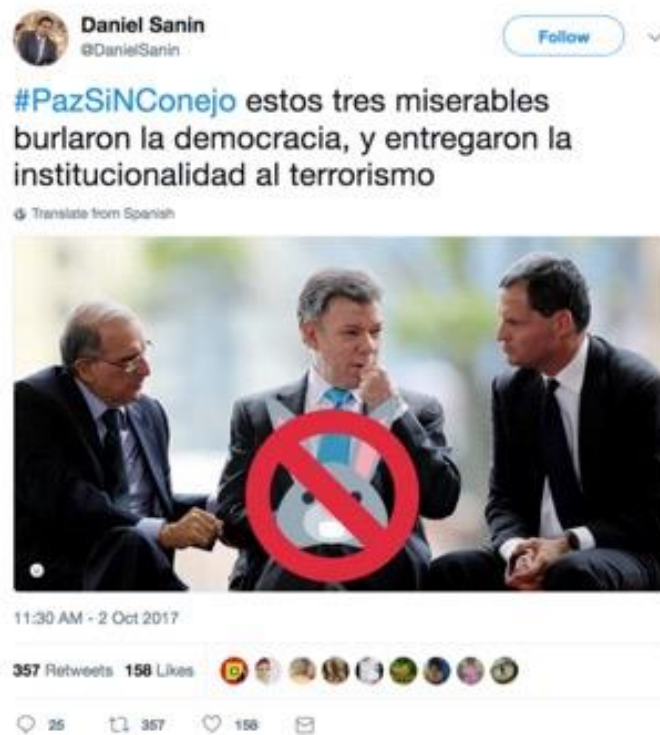 Daniel Sanin
@DanielSanin
Follow
#PazSiNConejo estos tres miserables
burlaron la democracia, y entregaron la
institucionalidad al terrorismo
Translate from Spanish
11:30 AM - 2 Oct 2017
357 Retweets 158 Likes
25 357 158